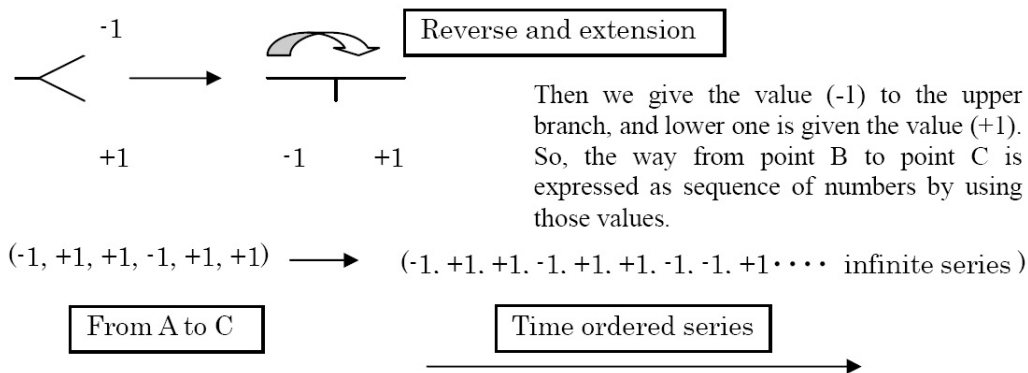 -1
Reverse and extension
Then we give the value (-1) to the upper
branch, and lower one is given the value (+1).
+1
-1 +1
So, the way from point B to point C is
expressed as sequence of numbers by using
those values.
(-1, +1, +1, -1, +1, +1)
(-1. +1. +1. -1. +1. +1. -1. -1. +1・・・・ infinite series )
From A to C
Time ordered series